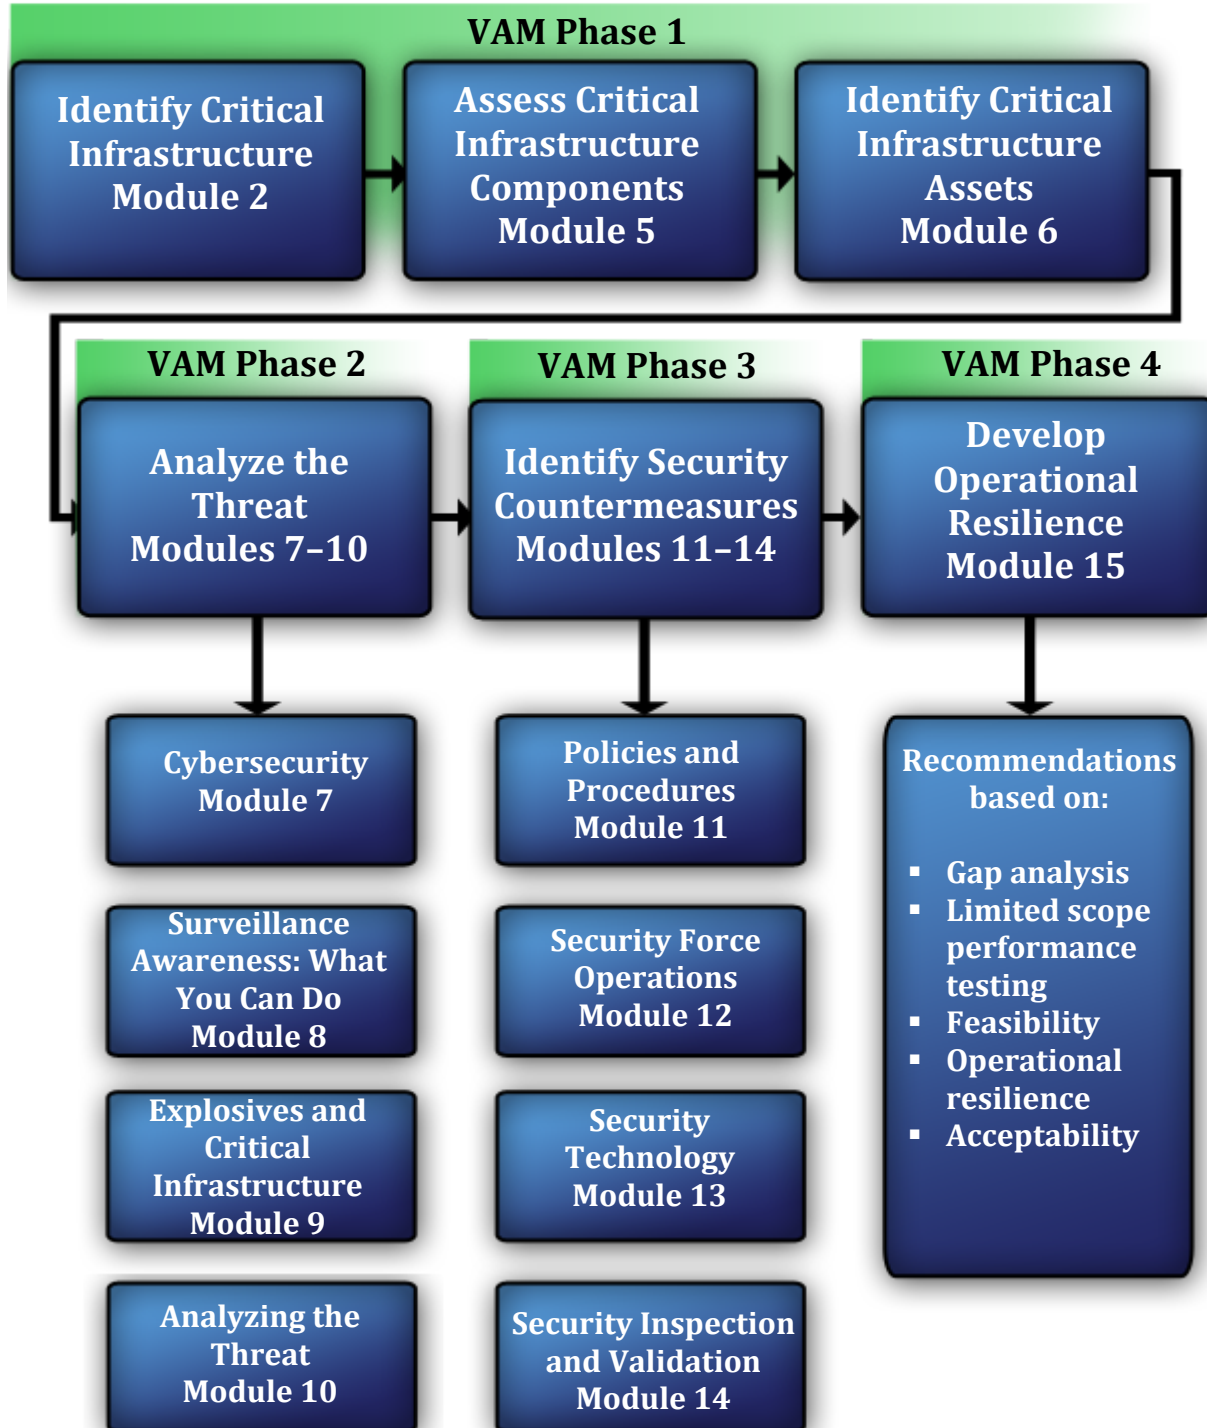 VAM Phase 1
Identify Critical
Infrastructure
Module 2
Assess Critical
Infrastructure
Components
Module 5
Identify Critical
Infrastructure
Assets
Module 6
VAM Phase 2
Analyze the
Threat
Modules 7–10
VAM Phase 3
Identify Security
Countermeasures
Modules 11–14
VAM Phase 4
Develop
Operational
Resilience
Module 15
Cybersecurity
Module 7
Surveillance
Awareness: What
You Can Do
Module 8
Explosives and
Critical
Infrastructure
Module 9
Analyzing the
Threat
Module 10
Policies and
Procedures
Module 11
Security Force
Operations
Module 12
Security
Technology
Module 13
Security Inspection
and Validation
Module 14
Recommendations
based on:
▪ Gap analysis
▪ Limited scope
performance
testing
▪ Feasibility
▪ Operational
resilience
▪ Acceptability